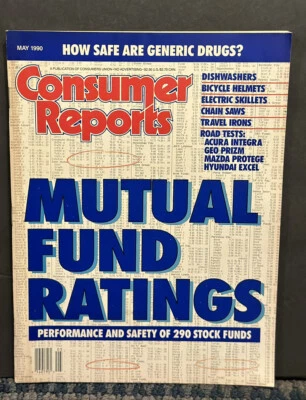 MAY 1990
HOW SAFE ARE GENERIC DRUGS?
Consumer
Reports
DISHWASHERS
BICYCLE HELMETS
ELECTRIC SKILLETS
CHAIN SAWS
TRAVEL IRONS
ROAD TESTS:
ACURA INTEGRA
GEO PRIZM
MAZDA PROTEGE
HYUNDAI EXCEL
MUTUAL
FUND
RATINGS
PERFORMANCE AND SAFETY OF 290 STOCK FUNDS